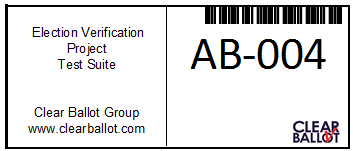 Election Verification
Project
Test Suite
Clear Ballot Group
www.clearballot.com
AB-004
CLEAR
BALLOT